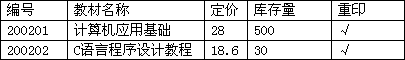 编号 教材名称 定价 库存量 重印
200201 计算机应用基础 28 500 √
200202 C语言程序设计教程 18.6 30 √